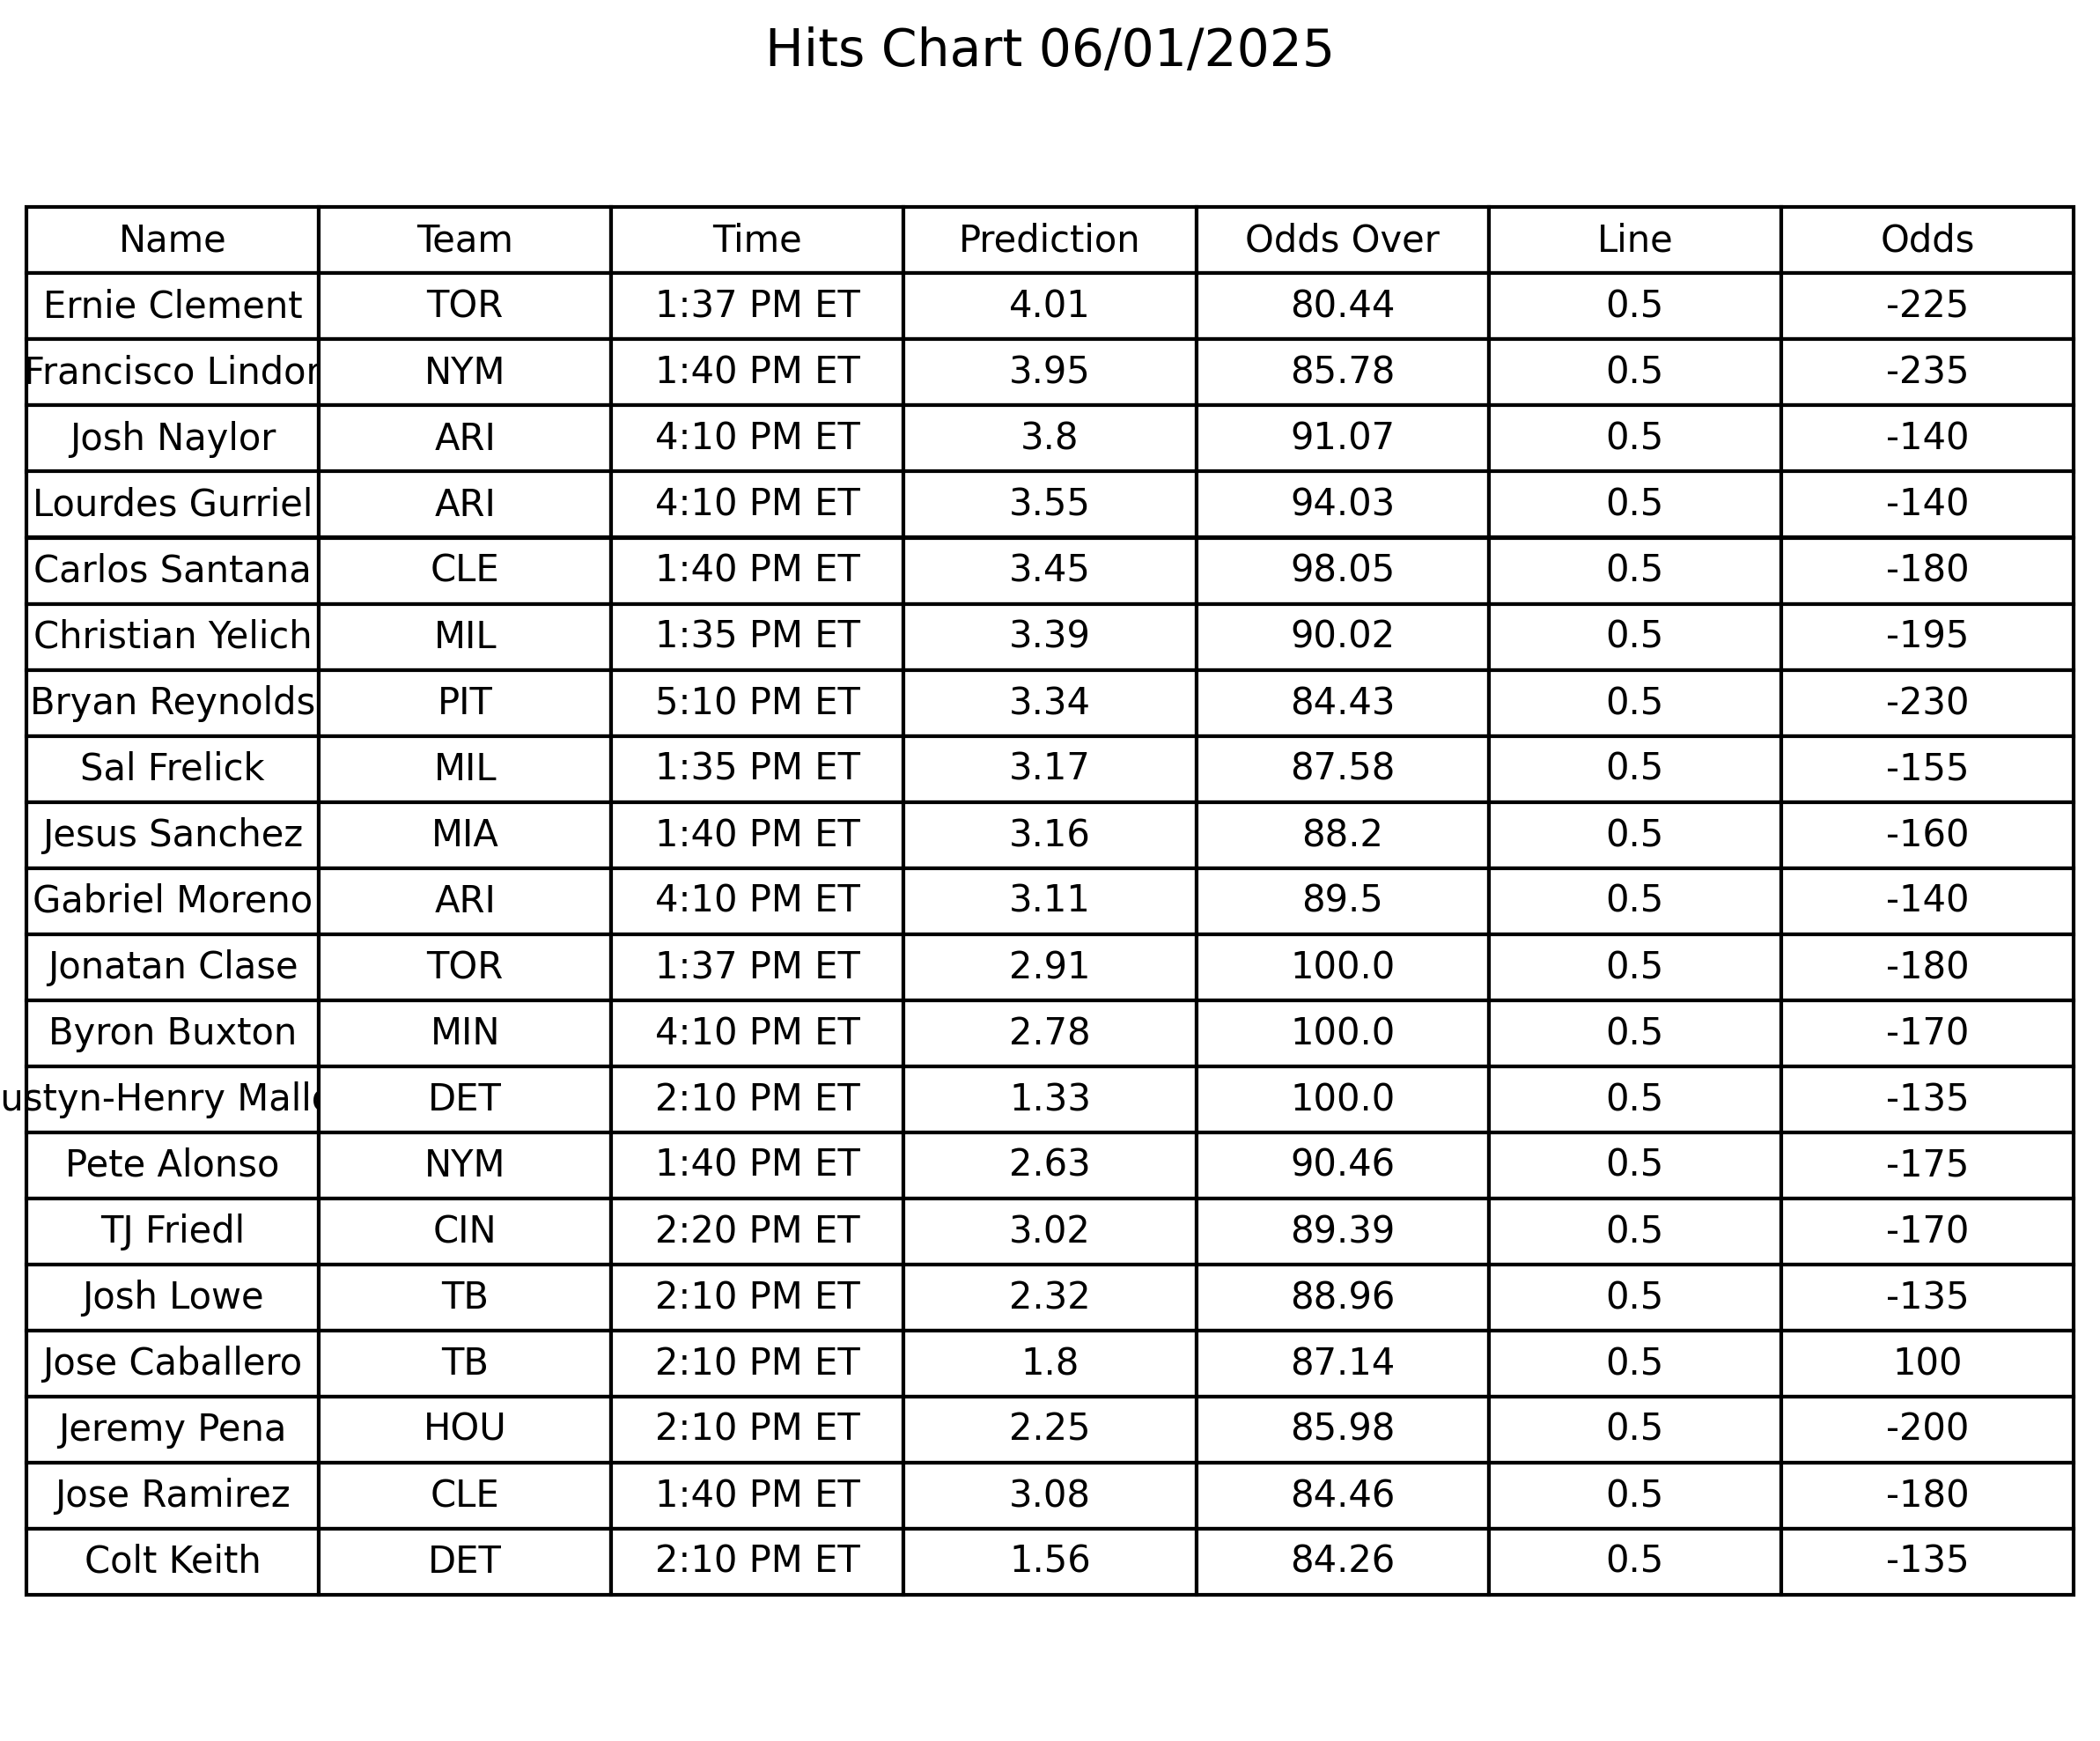 Hits Chart 06/01/2025
Name Team Time Prediction Odds Over Line Odds
Ernie Clement TOR 1:37 PM ET 4.01 80.44 0.5 -225
Francisco Lindor NYM 1:40 PM ET 3.95 85.78 0.5 -235
Josh Naylor ARI 4:10 PM ET 3.8 91.07 0.5 -140
Lourdes Gurriel ARI 4:10 PM ET 3.55 94.03 0.5 -140
Carlos Santana CLE 1:40 PM ET 3.45 98.05 0.5 -180
Christian Yelich MIL 1:35 PM ET 3.39 90.02 0.5 -195
Bryan Reynolds PIT 5:10 PM ET 3.34 84.43 0.5 -230
Sal Frelick MIL 1:35 PM ET 3.17 87.58 0.5 -155
Jesus Sanchez MIA 1:40 PM ET 3.16 88.2 0.5 -160
Gabriel Moreno ARI 4:10 PM ET 3.11 89.5 0.5 -140
Jonatan Clase TOR 1:37 PM ET 2.91 100.0 0.5 -180
Byron Buxton MIN 4:10 PM ET 2.78 100.0 0.5 -170
ustyn-Henry Mallo DET 2:10 PM ET 1.33 100.0 0.5 -135
Pete Alonso NYM 1:40 PM ET 2.63 90.46 0.5 -175
TJ Friedl CIN 2:20 PM ET 3.02 89.39 0.5 -170
Josh Lowe TB 2:10 PM ET 2.32 88.96 0.5 -135
Jose Caballero TB 2:10 PM ET 1.8 87.14 0.5 100
Jeremy Pena HOU 2:10 PM ET 2.25 85.98 0.5 -200
Jose Ramirez CLE 1:40 PM ET 3.08 84.46 0.5 -180
Colt Keith DET 2:10 PM ET 1.56 84.26 0.5 -135